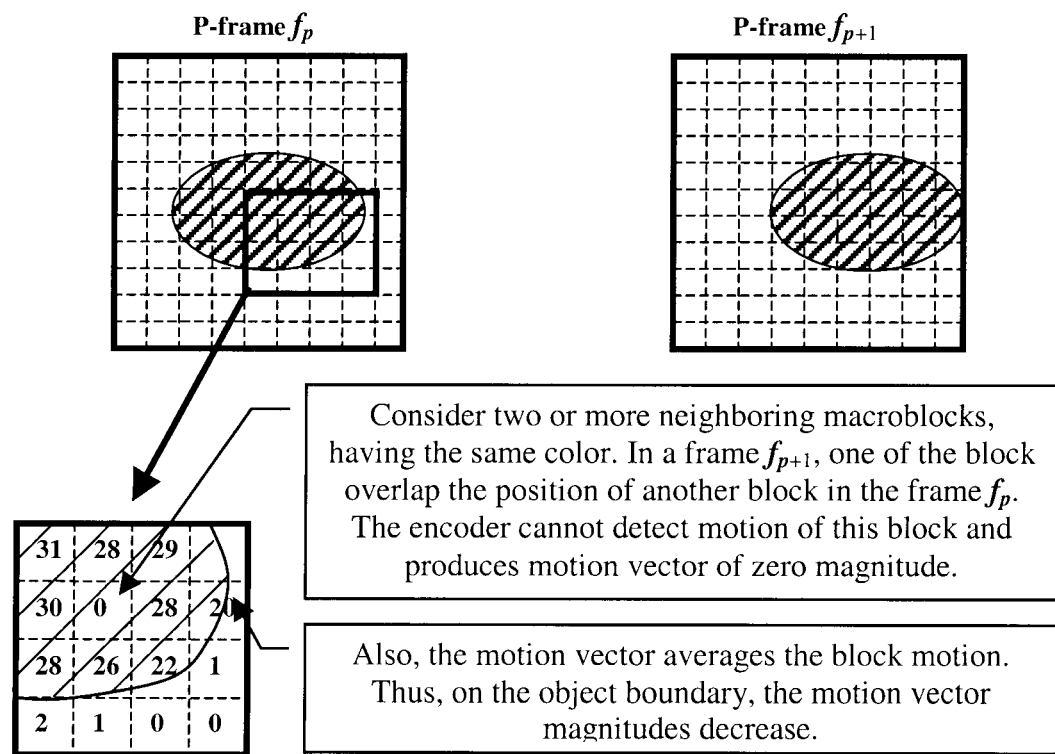 P-frame fp
P-frame fp+1
Consider two or more neighboring macroblocks,
having the same color. In a frame fp+1, one of the block
overlap the position of another block in the frame fp.
The encoder cannot detect motion of this block and
produces motion vector of zero magnitude.
31 28 29
30 0 28 20
28 26 22 1
2 1 0 0
Also, the motion vector averages the block motion.
Thus, on the object boundary, the motion vector
magnitudes decrease.